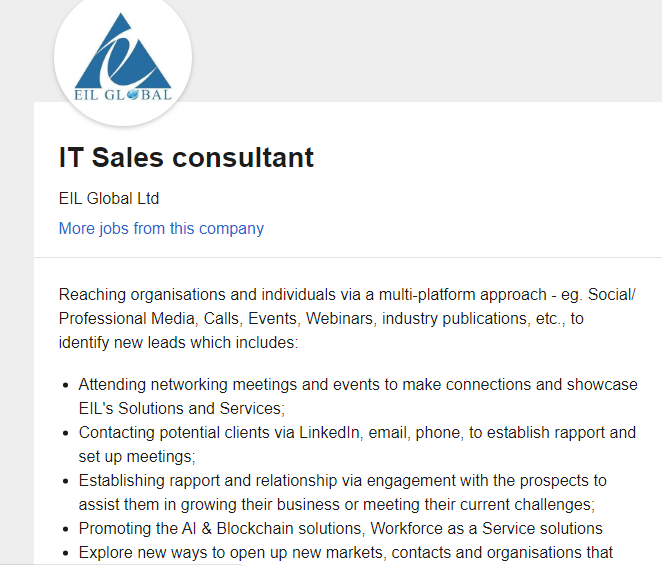 EIL GLOBAL
IT Sales consultant
EIL Global Ltd
More jobs from this company
Reaching organisations and individuals via a multi-platform approach - eg. Social/
Professional Media, Calls, Events, Webinars, industry publications, etc., to
identify new leads which includes:
• Attending networking meetings and events to make connections and showcase
EIL's Solutions and Services;
• Contacting potential clients via LinkedIn, email, phone, to establish rapport and
set up meetings;
• Establishing rapport and relationship via engagement with the prospects to
assist them in growing their business or meeting their current challenges;
• Promoting the AI & Blockchain solutions, Workforce as a Service solutions
• Explore new ways to open up new markets, contacts and organisations that